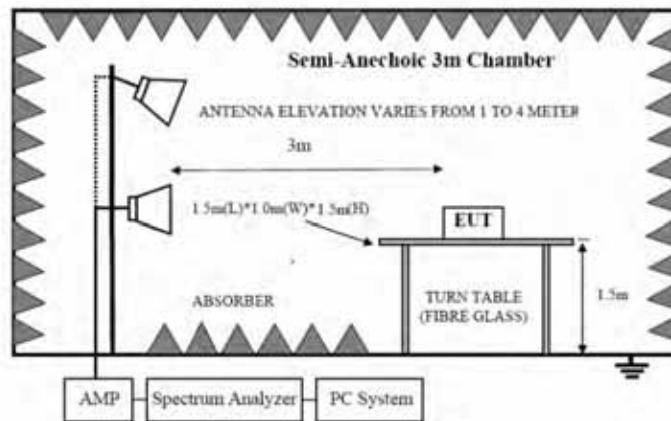 Semi-Anechoic 3m Chamber
ANTENNA ELEVATION VARIES FROM 1 TO 4 METER
3m
1.5m(L)*1.0m(W)*1.5m(H)
EUT
ABSORBER
TURN TABLE
(FIBRE GLASS)
1.5m
AMP
Spectrum Analyzer
PC System